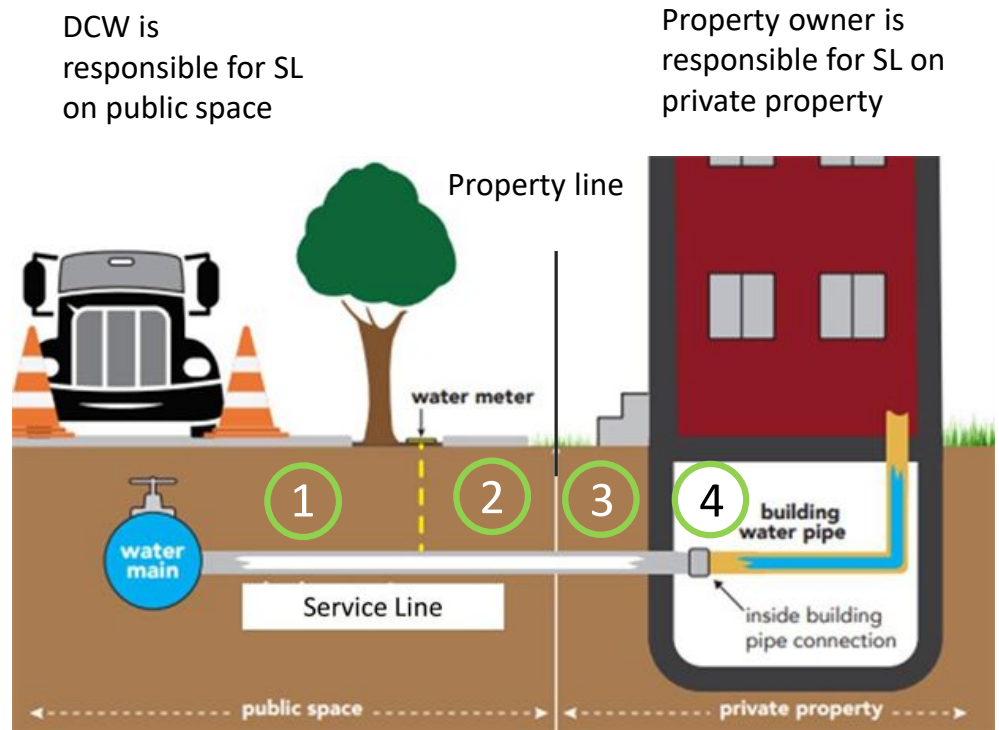 DCW is
responsible for SL
on public space
Property owner is
responsible for SL on
private property
Property line
water meter
1
2
3
4
building
water pipe
water
main
Service Line
inside building
pipe connection
public space
private property